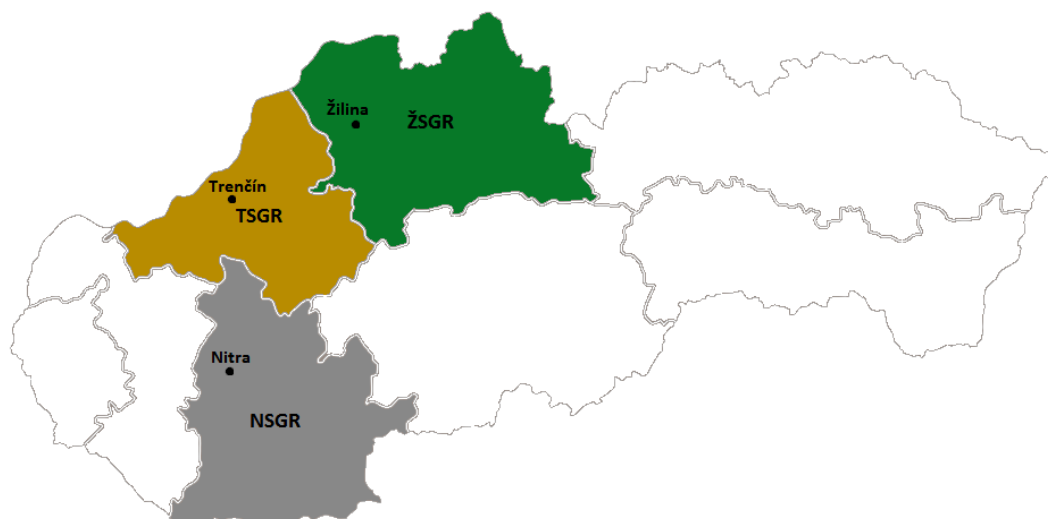 Žilina
ŽSGR
Trenčín
TSGR
Nitra
NSGR